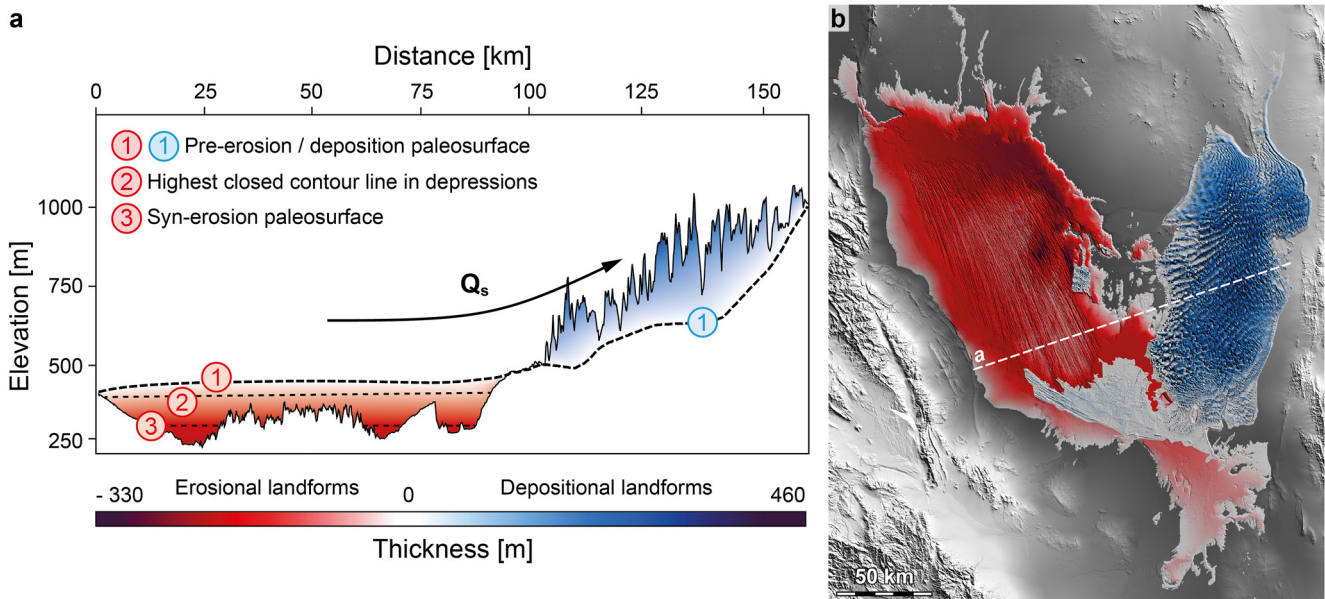 a
Distance [km]
0 25 50 75 100 125 150
1 1 Pre-erosion / deposition paleosurface
2 Highest closed contour line in depressions
3 Syn-erosion paleosurface
Elevation [m]
1000
750
500
250
Qs
1
1
2
3
- 330 Erosional landforms 0 Depositional landforms 460
Thickness [m]
b
a
50 km